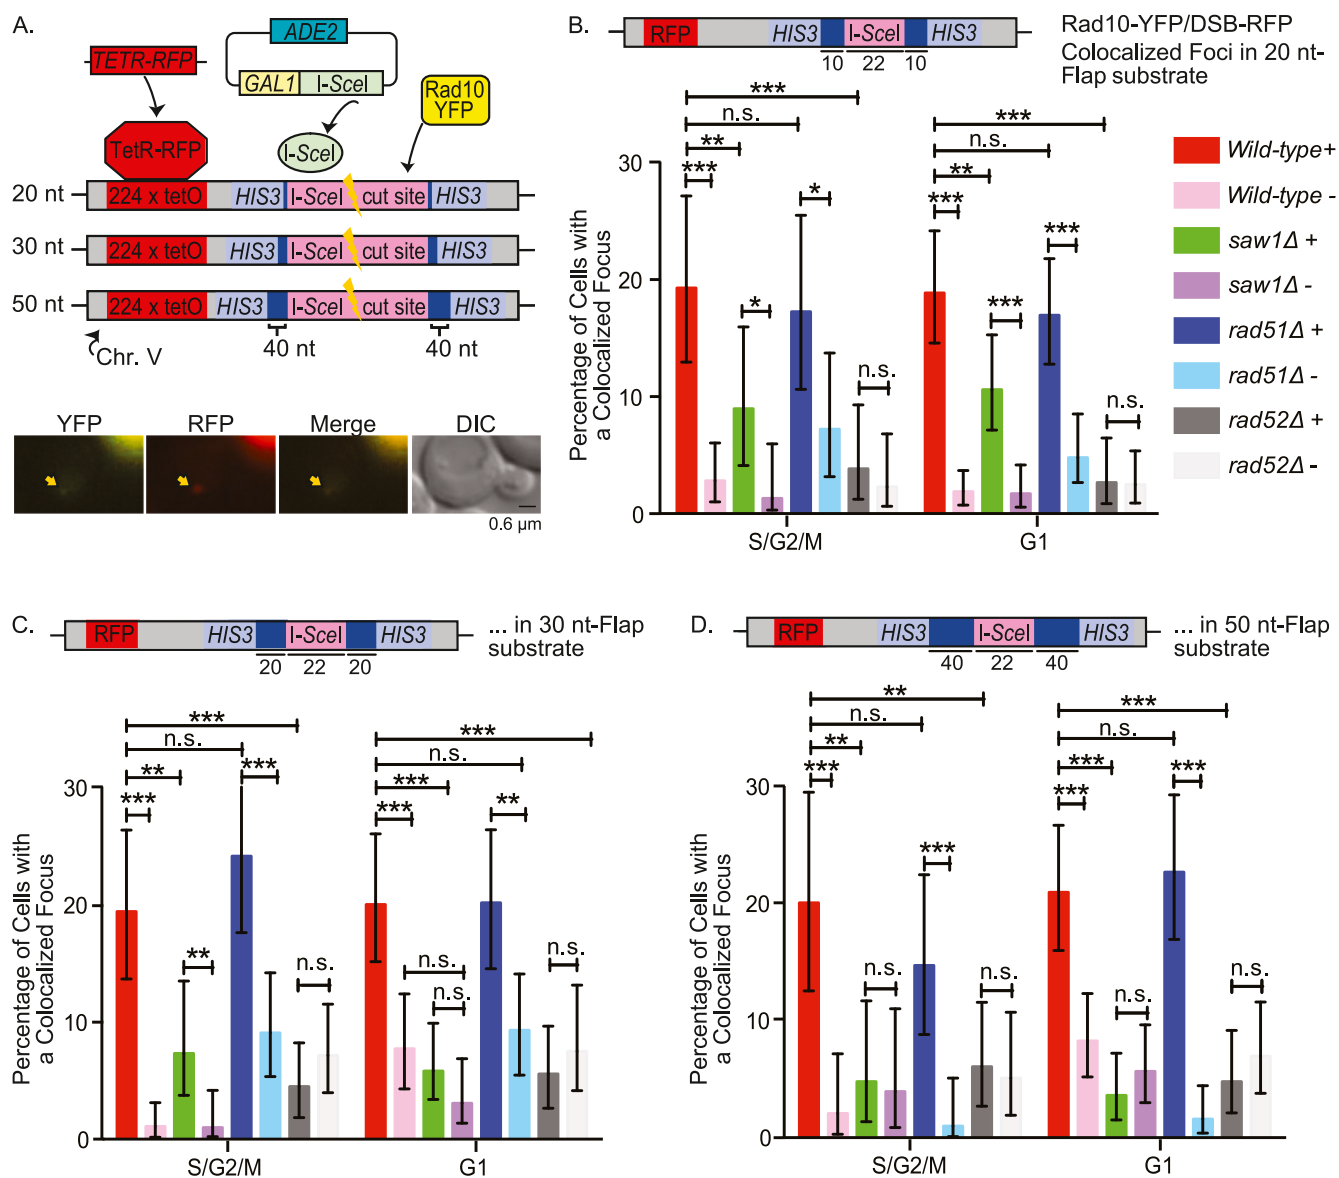 A.
TETR-RFP
ADE2
GAL1 I-SceI
Rad10
YFP
TetR-RFP
I-SceI
20 nt 224 x tetO HIS3 I-SceI cut site HIS3
30 nt 224 x tetO HIS3 I-SceI cut site HIS3
50 nt 224 x tetO HIS3 I-SceI cut site HIS3
Chr. V 40 nt 40 nt
YFP RFP Merge DIC
0.6 µm
B.
RFP HIS3 I-SceI HIS3
10 22 10
Rad10-YFP/DSB-RFP
Colocalized Foci in 20 nt-
Flap substrate
Percentage of Cells with
a Colocalized Focus
30
20
10
0
***
n.s.
**
***
*
*
n.s.
***
n.s.
**
***
***
***
n.s.
S/G2/M G1
Wild-type+
Wild-type -
saw1Δ +
saw1Δ -
rad51Δ +
rad51Δ -
rad52Δ +
rad52Δ -
C.
RFP HIS3 I-SceI HIS3
20 22 20
... in 30 nt-Flap
substrate
Percentage of Cells with
a Colocalized Focus
30
20
10
0
***
n.s.
**
***
***
**
n.s.
***
n.s.
***
***
**
n.s.
n.s.
n.s.
S/G2/M G1
D.
RFP HIS3 I-SceI HIS3
40 22 40
... in 50 nt-Flap
substrate
Percentage of Cells with
a Colocalized Focus
30
20
10
0
**
n.s.
**
***
***
n.s.
n.s.
***
n.s.
***
***
***
n.s.
n.s.
S/G2/M G1